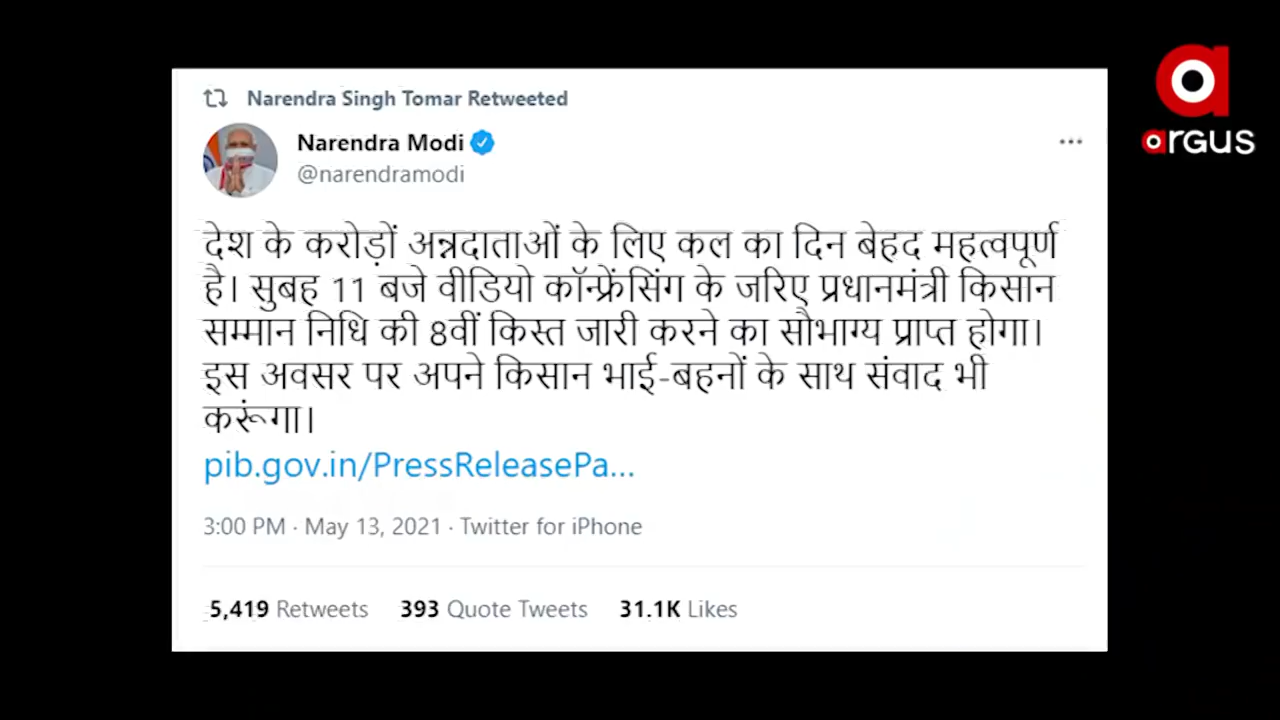 Narendra Singh Tomar Retweeted
Narendra Modi
@narendramodi
देश के करोड़ों अन्नदाताओं के लिए कल का दिन बेहद महत्वपूर्ण
है। सुबह 11 बजे वीडियो कॉन्फ्रेंसिंग के जरिए प्रधानमंत्री किसान
सम्मान निधि की 8वीं किस्त जारी करने का सौभाग्य प्राप्त होगा।
इस अवसर पर अपने किसान भाई-बहनों के साथ संवाद भी
करूंगा।
pib.gov.in/PressReleasePa...
3:00 PM · May 13, 2021 · Twitter for iPhone
5,419 Retweets 393 Quote Tweets 31.1K Likes
argus